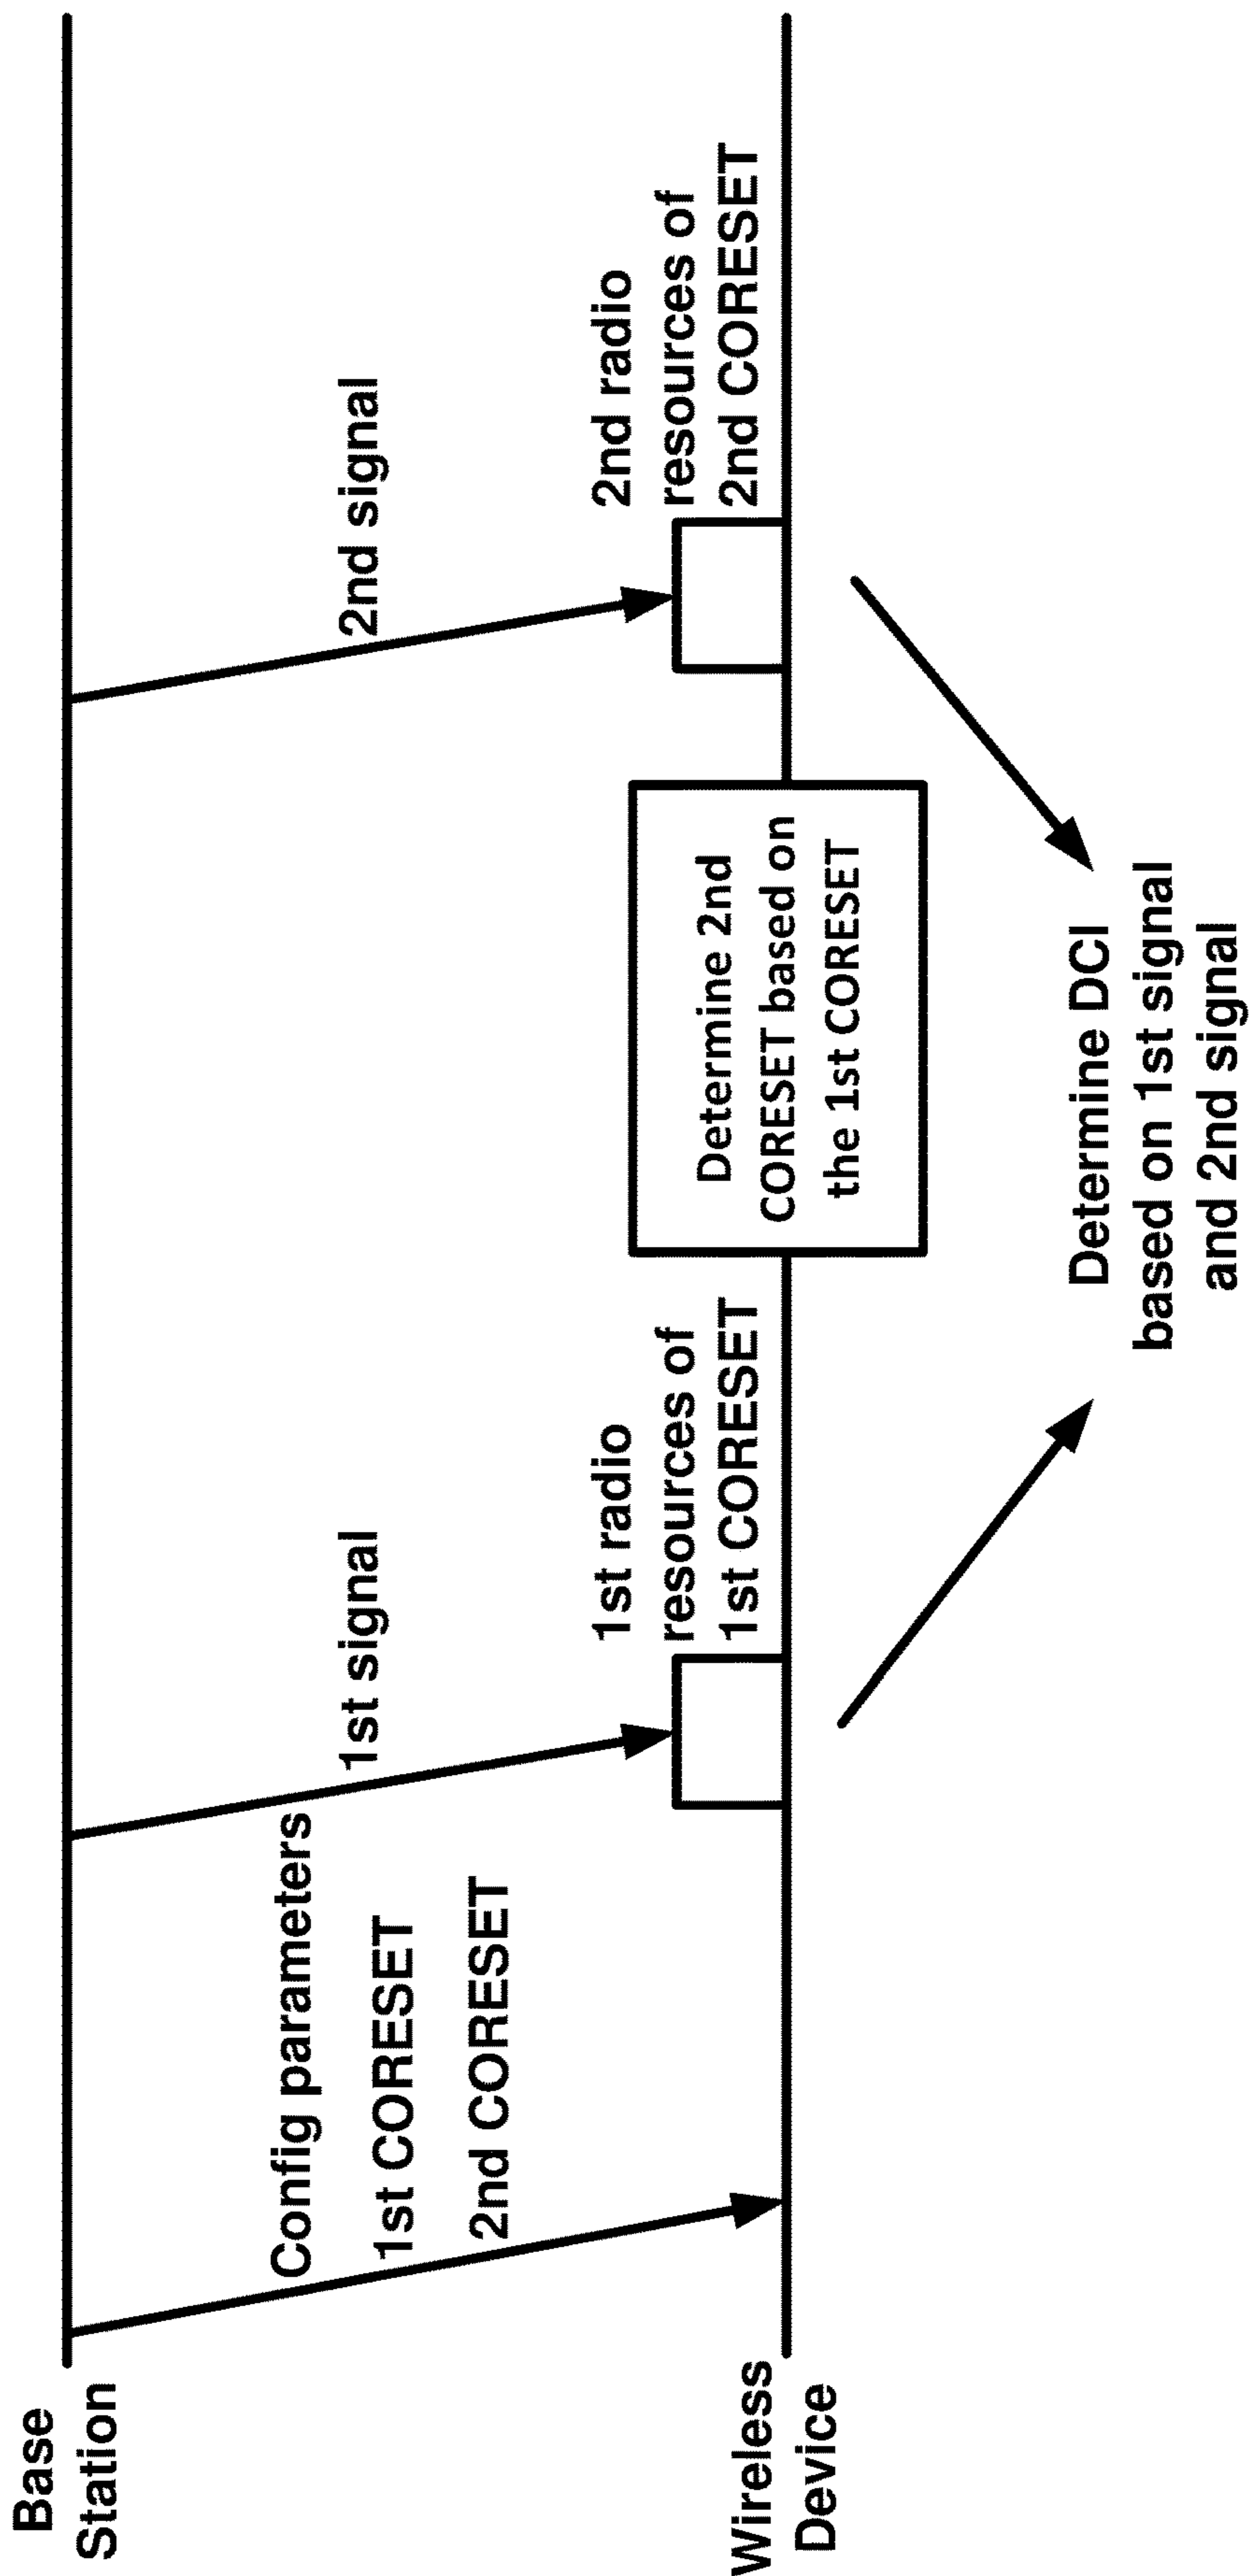 Base
Station
Config parameters
1st CORESET
2nd CORESET
1st signal
2nd signal
1st radio
resources of
1st CORESET
2nd radio
resources of
2nd CORESET
Wireless
Device
Determine 2nd
CORESET based on
the 1st CORESET
Determine DCI
based on 1st signal
and 2nd signal